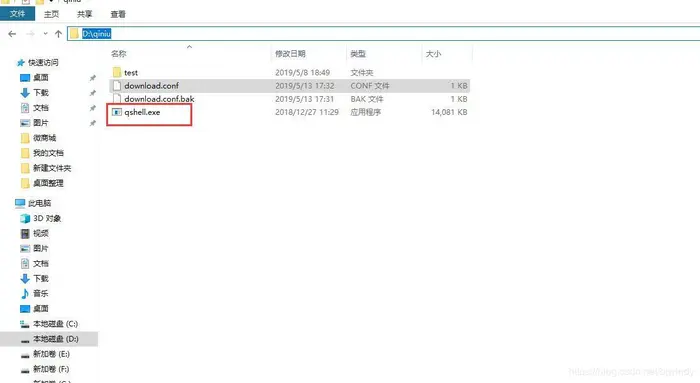 qiniu
文件 主页 共享 查看
D:\qiniu
名称 修改日期 类型 大小
test 2019/5/8 18:49 文件夹
download.conf 2019/5/13 17:32 CONF 文件 1 KB
download.conf.bak 2019/5/13 17:31 BAK 文件 1 KB
qshell.exe 2018/12/27 11:29 应用程序 14,081 KB
快速访问
桌面
下载
文档
图片
微商城
我的文档
新建文件夹
桌面整理
此电脑
3D 对象
视频
图片
文档
下载
音乐
桌面
本地磁盘 (C:)
本地磁盘 (D:)
新加卷 (E:)
新加卷 (F:)